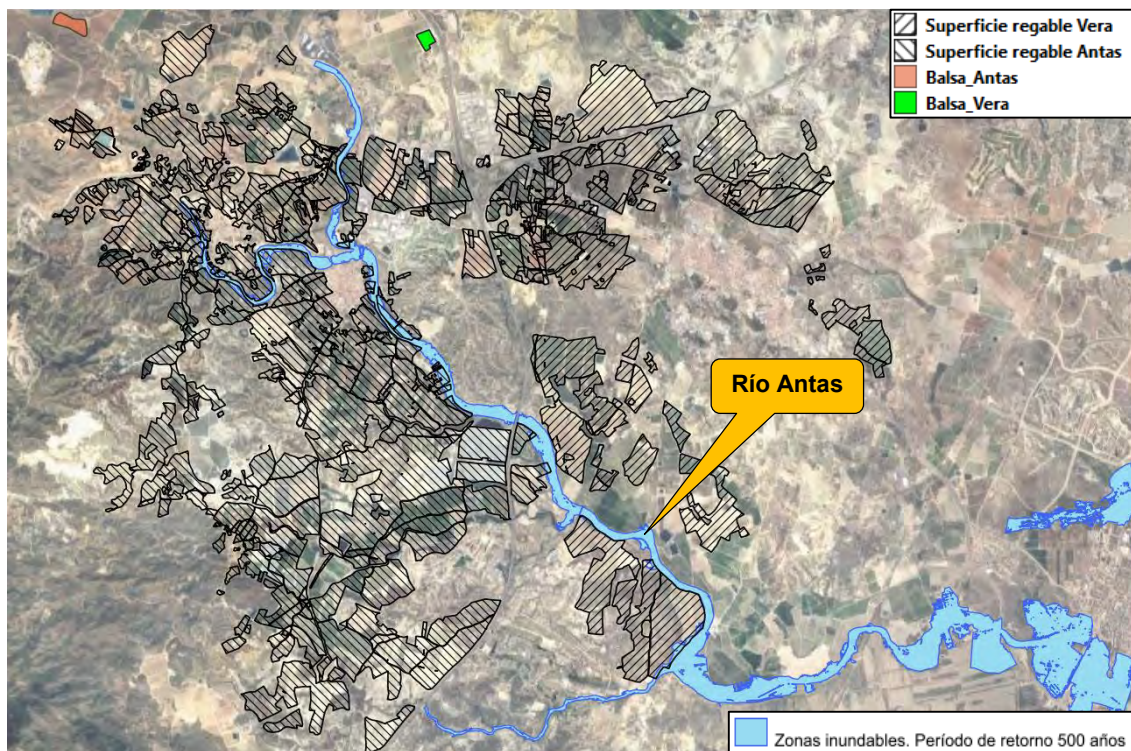 Superficie regable Vera
Superficie regable Antas
Balsa_Antas
Balsa_Vera
Río Antas
Zonas inundables. Período de retorno 500 años